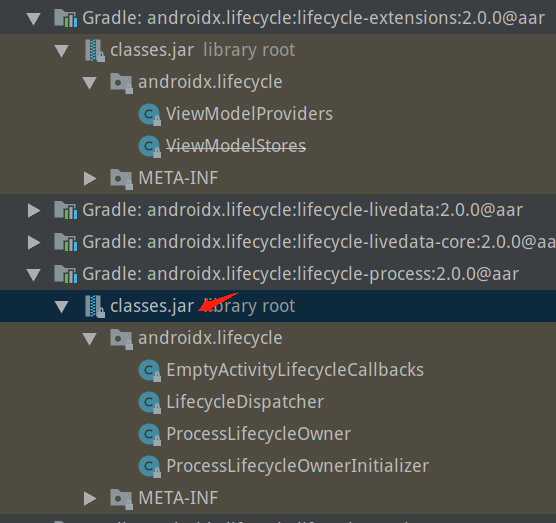 Gradle: androidx.lifecycle:lifecycle-extensions:2.0.0@aar
classes.jar library root
androidx.lifecycle
C ViewModelProviders
C ViewModelStores
META-INF
Gradle: androidx.lifecycle:lifecycle-livedata:2.0.0@aar
Gradle: androidx.lifecycle:lifecycle-livedata-core:2.0.0@aa
Gradle: androidx.lifecycle:lifecycle-process:2.0.0@aar
classes.jar library root
androidx.lifecycle
C EmptyActivityLifecycleCallbacks
C LifecycleDispatcher
C ProcessLifecycleOwner
C ProcessLifecycleOwnerInitializer
META-INF